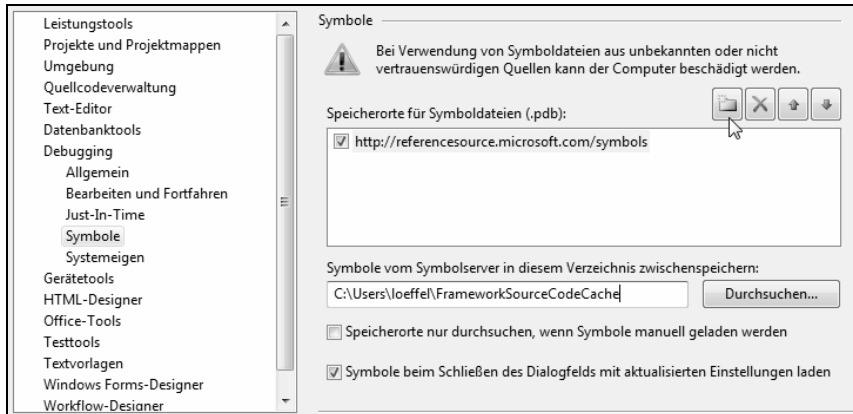 Leistungstools
Projekte und Projektmappen
Umgebung
Quellcodeverwaltung
Text-Editor
Datenbanktools
Debugging
Allgemein
Bearbeiten und Fortfahren
Just-In-Time
Symbole
Systemeigen
Gerätetools
HTML-Designer
Office-Tools
Testtools
Textvorlagen
Windows Forms-Designer
Workflow-Designer
Symbole
Bei Verwendung von Symboldateien aus unbekannten oder nicht
vertrauenswürdigen Quellen kann der Computer beschädigt werden.
Speicherorte für Symboldateien (.pdb):
http://referencesource.microsoft.com/symbols
Symbole vom Symbolserver in diesem Verzeichnis zwischenspeichern:
C:\Users\loeffel\FrameworkSourceCodeCache
Durchsuchen...
Speicherorte nur durchsuchen, wenn Symbole manuell geladen werden
Symbole beim Schließen des Dialogfelds mit aktualisierten Einstellungen laden